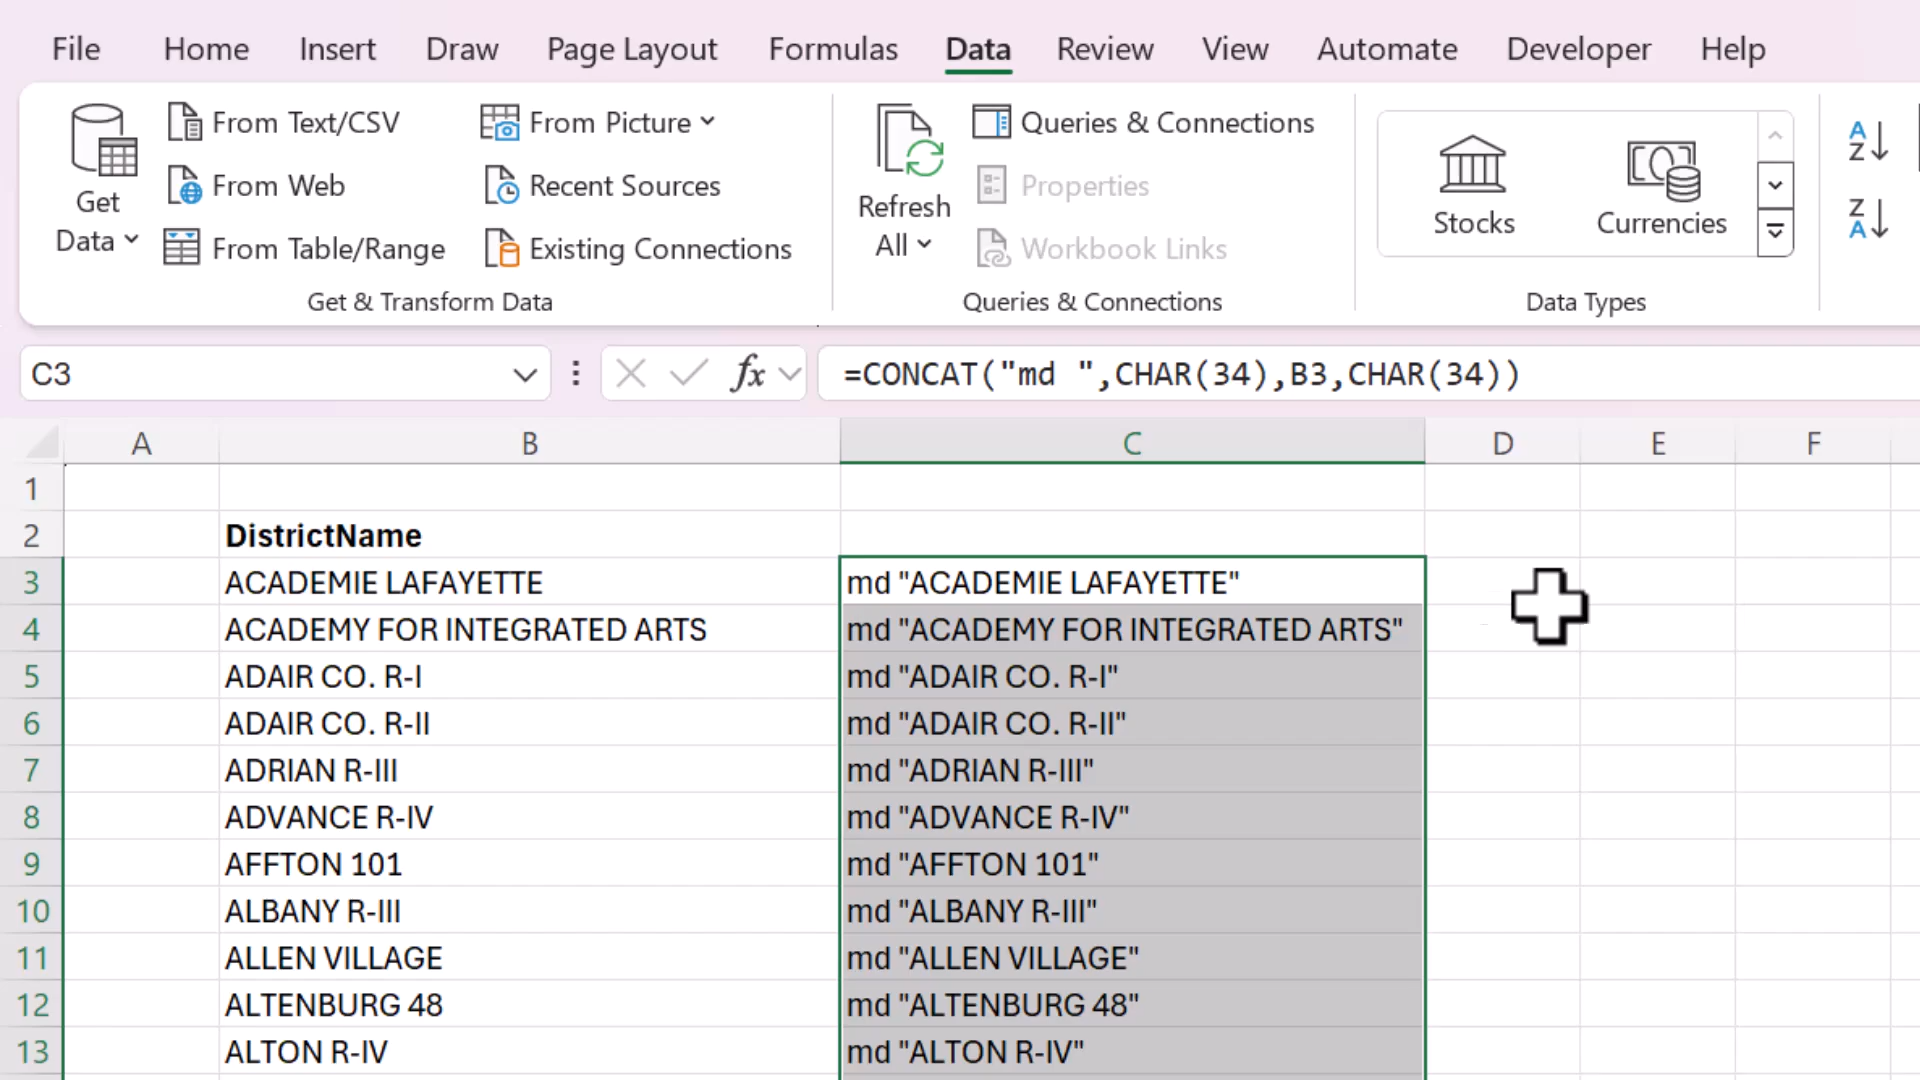 File Home Insert Draw Page Layout Formulas Data Review View Automate Developer Help
Get Data
From Text/CSV
From Web
From Table/Range
From Picture
Recent Sources
Existing Connections
Get & Transform Data
Refresh All
Queries & Connections
Properties
Workbook Links
Queries & Connections
Stocks
Currencies
Data Types
A Z
Z A
C3
fx
=CONCAT("md ",CHAR(34),B3,CHAR(34))
A B C D E F
1
2 DistrictName
3 ACADEMIE LAFAYETTE md "ACADEMIE LAFAYETTE"
4 ACADEMY FOR INTEGRATED ARTS md "ACADEMY FOR INTEGRATED ARTS"
5 ADAIR CO. R-I md "ADAIR CO. R-I"
6 ADAIR CO. R-II md "ADAIR CO. R-II"
7 ADRIAN R-III md "ADRIAN R-III"
8 ADVANCE R-IV md "ADVANCE R-IV"
9 AFFTON 101 md "AFFTON 101"
10 ALBANY R-III md "ALBANY R-III"
11 ALLEN VILLAGE md "ALLEN VILLAGE"
12 ALTENBURG 48 md "ALTENBURG 48"
13 ALTON R-IV md "ALTON R-IV"